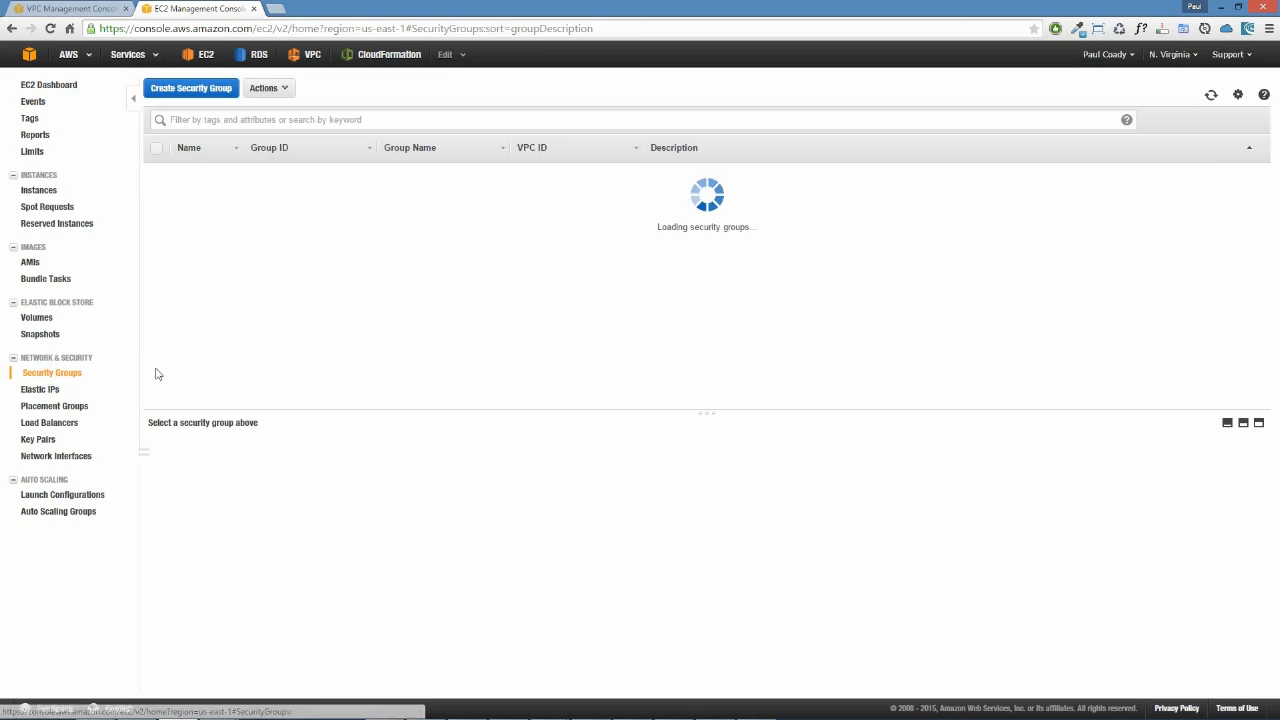 VPC Management Consol
EC2 Management Consol
Paul
https://console.aws.amazon.com/ec2/v2/home?region=us-east-1#SecurityGroups:sort=groupDescription
AWS Services EC2 RDS VPC CloudFormation Edit Paul Coady N. Virginia Support
EC2 Dashboard
Events
Tags
Reports
Limits
INSTANCES
Instances
Spot Requests
Reserved Instances
IMAGES
AMIs
Bundle Tasks
ELASTIC BLOCK STORE
Volumes
Snapshots
NETWORK & SECURITY
Security Groups
Elastic IPs
Placement Groups
Load Balancers
Key Pairs
Network Interfaces
AUTO SCALING
Launch Configurations
Auto Scaling Groups
Create Security Group Actions
Filter by tags and attributes or search by keyword
Name Group ID Group Name VPC ID Description
Loading security groups...
Select a security group above
https://console.aws.amazon.com/ec2/v2/home?region=us-east-1#SecurityGroups:
© 2008 - 2015, Amazon Web Services, Inc. or its affiliates. All rights reserved. Privacy Policy Terms of Use